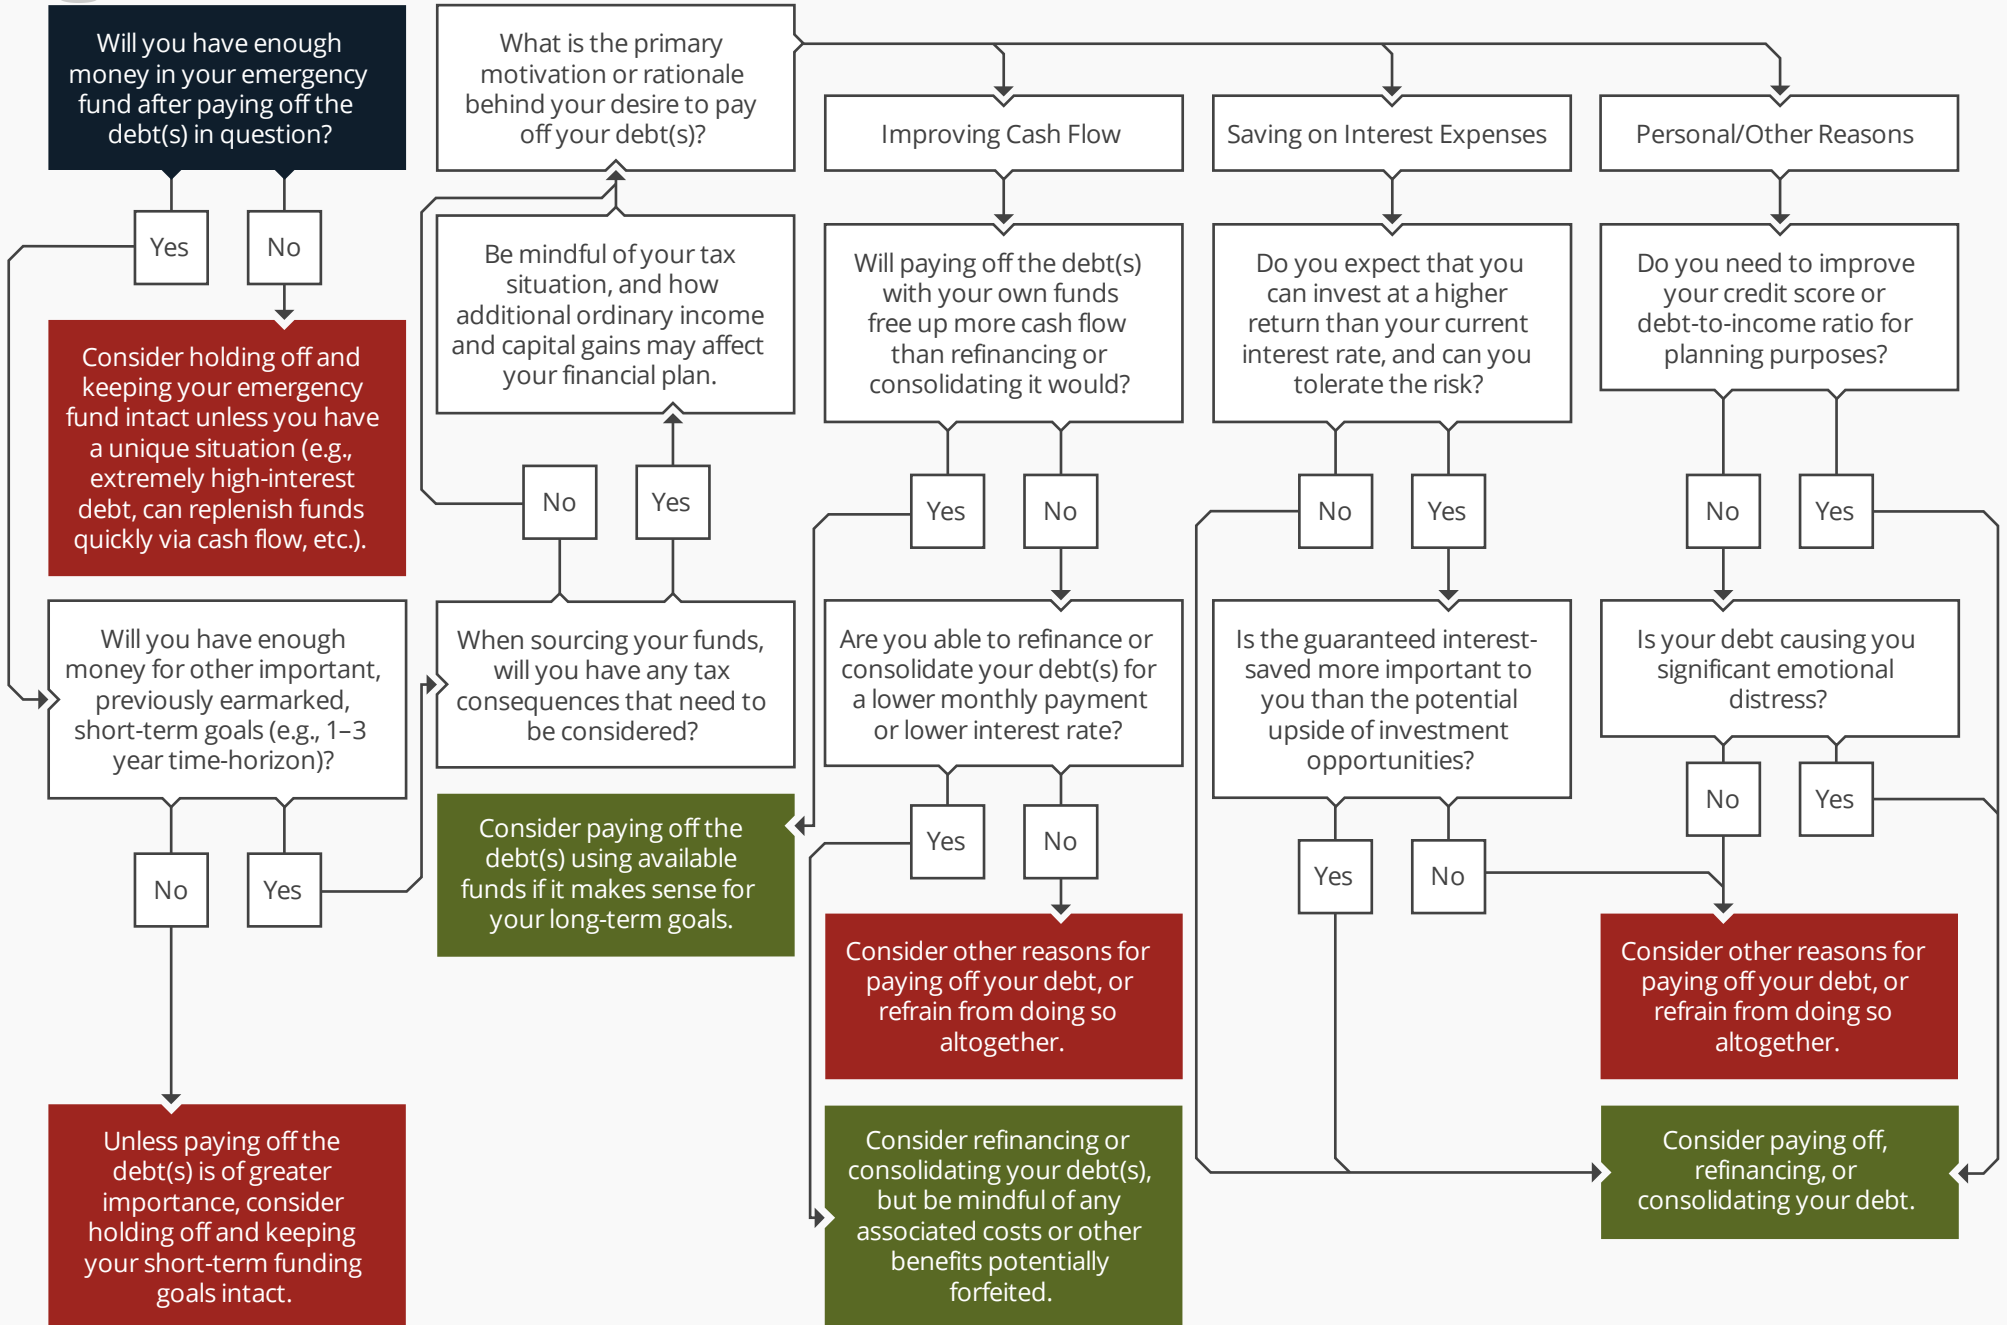 Will you have enough
money in your emergency
fund after paying off the
debt(s) in question?
Yes
No
Consider holding off and
keeping your emergency
fund intact unless you have
a unique situation (e.g.,
extremely high-interest
debt, can replenish funds
quickly via cash flow, etc.).
Will you have enough
money for other important,
previously earmarked,
short-term goals (e.g., 1–3
year time-horizon)?
No
Yes
Unless paying off the
debt(s) is of greater
importance, consider
holding off and keeping
your short-term funding
goals intact.
When sourcing your funds,
will you have any tax
consequences that need to
be considered?
No
Yes
Be mindful of your tax
situation, and how
additional ordinary income
and capital gains may affect
your financial plan.
What is the primary
motivation or rationale
behind your desire to pay
off your debt(s)?
Improving Cash Flow
Will paying off the debt(s)
with your own funds
free up more cash flow
than refinancing or
consolidating it would?
Yes
No
Consider paying off the
debt(s) using available
funds if it makes sense for
your long-term goals.
Are you able to refinance or
consolidate your debt(s) for
a lower monthly payment
or lower interest rate?
Yes
No
Consider other reasons for
paying off your debt, or
refrain from doing so
altogether.
Consider refinancing or
consolidating your debt(s),
but be mindful of any
associated costs or other
benefits potentially
forfeited.
Saving on Interest Expenses
Do you expect that you
can invest at a higher
return than your current
interest rate, and can you
tolerate the risk?
No
Yes
Is the guaranteed interest-
saved more important to
you than the potential
upside of investment
opportunities?
Yes
No
Personal/Other Reasons
Do you need to improve
your credit score or
debt-to-income ratio for
planning purposes?
No
Yes
Is your debt causing you
significant emotional
distress?
No
Yes
Consider other reasons for
paying off your debt, or
refrain from doing so
altogether.
Consider paying off,
refinancing, or
consolidating your debt.